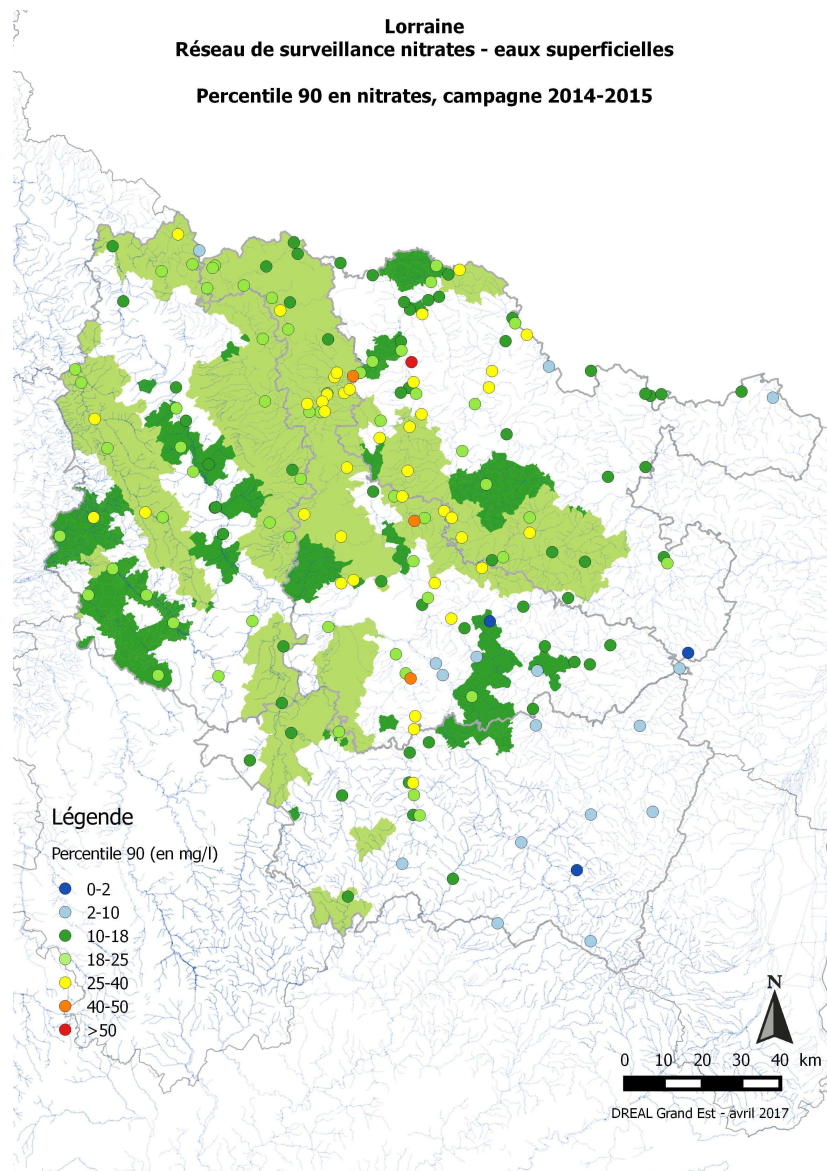 Lorraine
Réseau de surveillance nitrates - eaux superficielles
Percentile 90 en nitrates, campagne 2014-2015
Légende
Percentile 90 (en mg/l)
0-2
2-10
10-18
18-25
25-40
40-50
>50
N
0 10 20 30 40 km
DREAL Grand Est - avril 2017